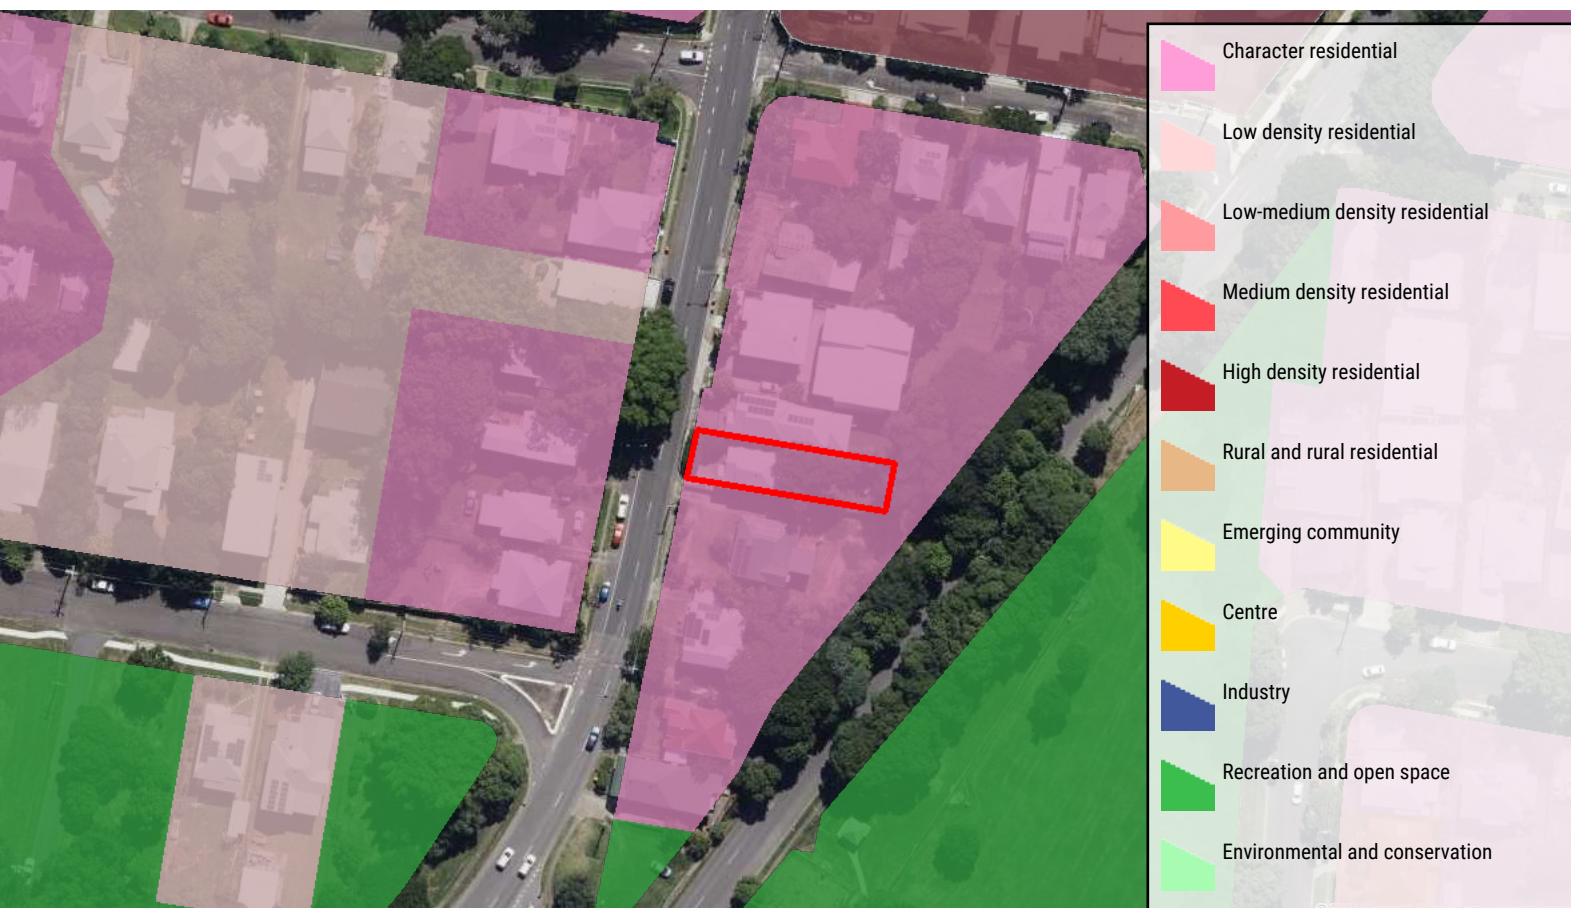 Character residential
Low density residential
Low-medium density residential
Medium density residential
High density residential
Rural and rural residential
Emerging community
Centre
Industry
Recreation and open space
Environmental and conservation